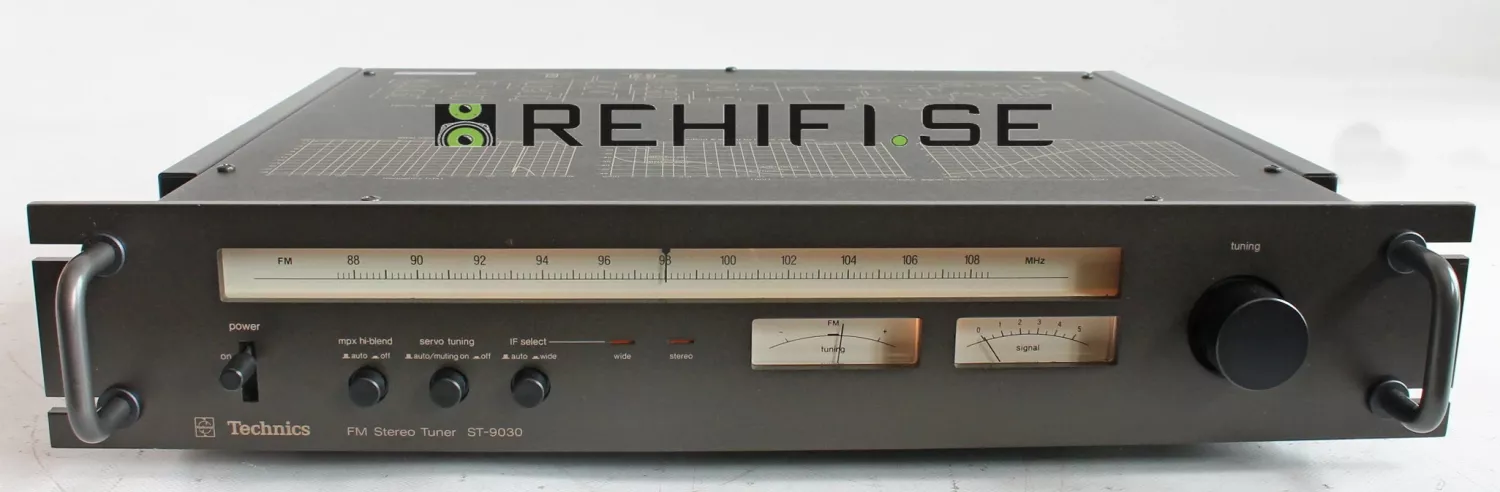 REHIFI.SE
tuning
FM 88 90 92 94 96 98 100 102 104 106 108 MHz
power
on
mpx hi-blend
auto off
servo tuning
auto/muting on off
IF select
auto wide
wide
stereo
FM
- +
tuning
0 1 2 3 4 5
signal
Technics
FM Stereo Tuner ST-9030